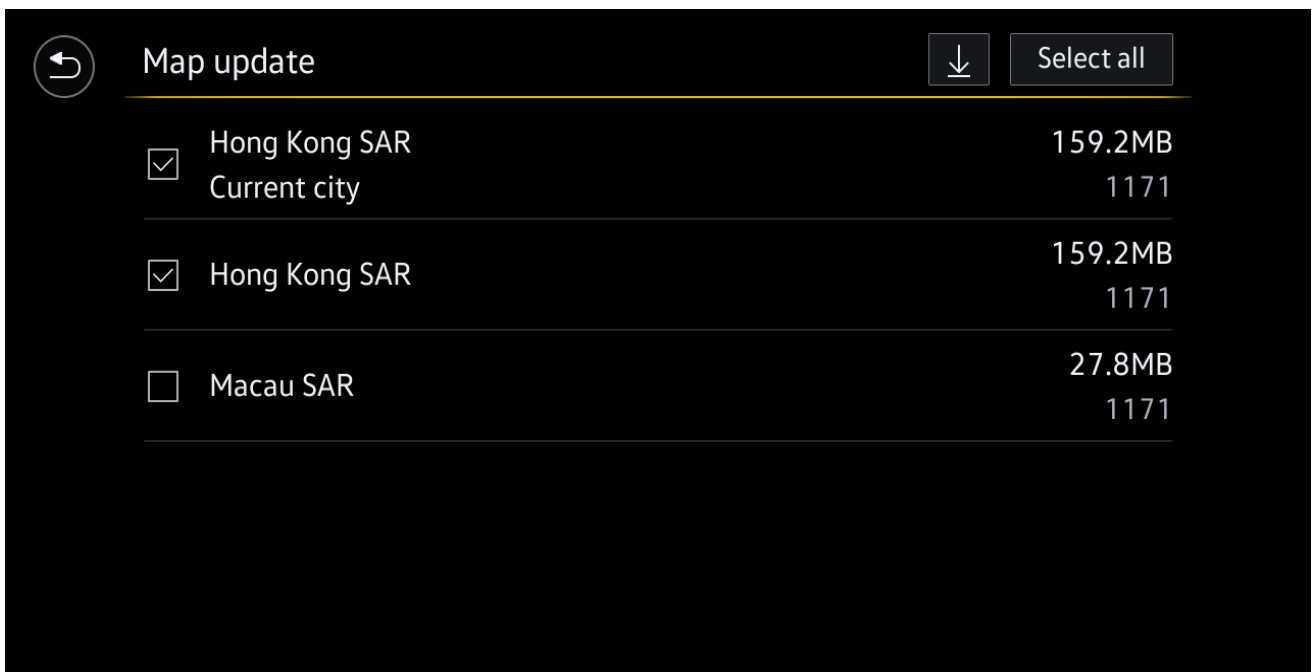 Map update
Select all
Hong Kong SAR
159.2MB
Current city
1171
Hong Kong SAR
159.2MB
1171
Macau SAR
27.8MB
1171